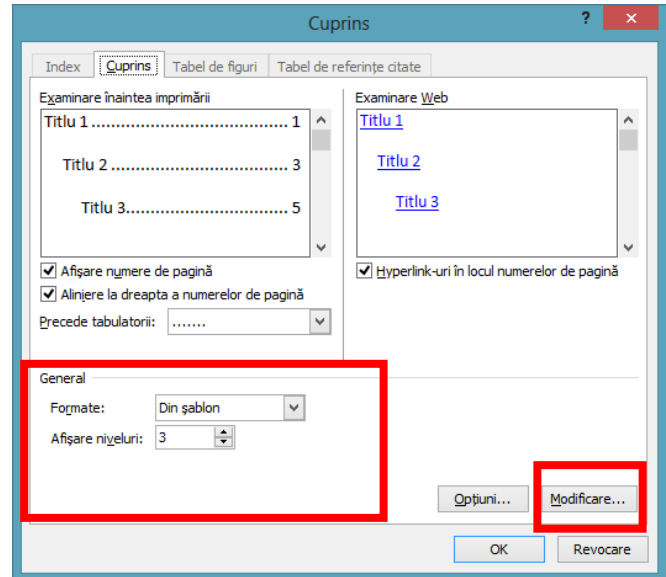 Cuprins
? ×
Index Cuprins Tabel de figuri Tabel de referințe citate
Examinare înaintea imprimării
Titlu 1.......................................... 1
Titlu 2 ..................................... 3
Titlu 3................................. 5
Afișare numere de pagină
Aliniere la dreapta a numerelor de pagină
Precede tabulatorii: .......
Examinare Web
Titlu 1
Titlu 2
Titlu 3
Hyperlink-uri în locul numerelor de pagină
General
Formate: Din șablon
Afișare niveluri: 3
Opțiuni... Modificare...
OK Revocare